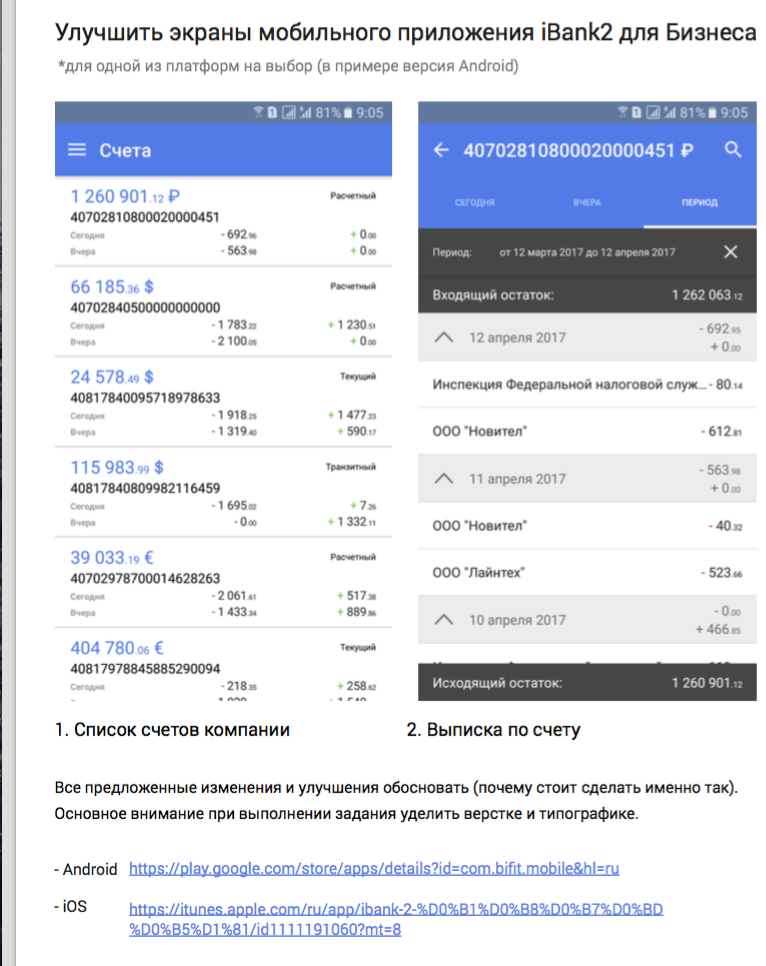 Улучшить экраны мобильного приложения iBank2 для Бизнеса
*для одной из платформ на выбор (в примере версия Android)
81% 9:05
Счета
1 260 901.12 ₽ Расчетный
40702810800020000451
Сегодня - 692.96 + 0.00
Вчера - 563.98 + 0.00
66 185.36 $ Расчетный
40702840500000000000
Сегодня - 1 783.22 + 1 230.51
Вчера - 2 100.05 + 0.00
24 578.49 $ Текущий
40817840095718978633
Сегодня - 1 918.25 + 1 477.23
Вчера - 1 319.40 + 590.17
115 983.99 $ Транзитный
40817840809982116459
Сегодня - 1 695.02 + 7.26
Вчера - 0.00 + 1 332.11
39 033.19 € Расчетный
40702978700014628263
Сегодня - 2 061.61 + 517.38
Вчера - 1 433.34 + 889.86
404 780.06 € Текущий
40817978845885290094
Сегодня - 218.35 + 258.62
81% 9:05
40702810800020000451 ₽
СЕГОДНЯ ВЧЕРА ПЕРИОД
Период: от 12 марта 2017 до 12 апреля 2017
Входящий остаток: 1 262 063.12
12 апреля 2017 - 692.95
+ 0.00
Инспекция Федеральной налоговой служ... - 80.14
ООО "Новител" - 612.81
11 апреля 2017 - 563.98
+ 0.00
ООО "Новител" - 40.32
ООО "Лайнтех" - 523.66
10 апреля 2017 - 0.00
+ 466.85
Исходящий остаток: 1 260 901.12
1. Список счетов компании
2. Выписка по счету
Все предложенные изменения и улучшения обосновать (почему стоит сделать именно так).
Основное внимание при выполнении задания уделить верстке и типографике.
- Android https://play.google.com/store/apps/details?id=com.bifit.mobile&hl=ru
- iOS https://itunes.apple.com/ru/app/ibank-2-%D0%B1%D0%B8%D0%B7%D0%BD
%D0%B5%D1%81/id1111191060?mt=8